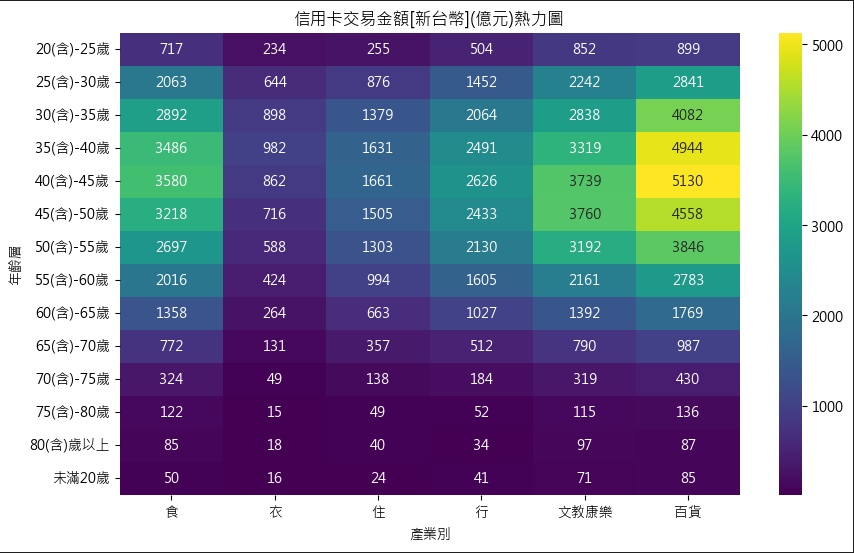 信用卡交易金額[新台幣](億元)熱力圖
20(含)-25歲 717 234 255 504 852 899
25(含)-30歲 2063 644 876 1452 2242 2841
30(含)-35歲 2892 898 1379 2064 2838 4082
35(含)-40歲 3486 982 1631 2491 3319 4944
40(含)-45歲 3580 862 1661 2626 3739 5130
45(含)-50歲 3218 716 1505 2433 3760 4558
50(含)-55歲 2697 588 1303 2130 3192 3846
55(含)-60歲 2016 424 994 1605 2161 2783
60(含)-65歲 1358 264 663 1027 1392 1769
65(含)-70歲 772 131 357 512 790 987
70(含)-75歲 324 49 138 184 319 430
75(含)-80歲 122 15 49 52 115 136
80(含)歲以上 85 18 40 34 97 87
未滿20歲 50 16 24 41 71 85
食 衣 住 行 文教康樂 百貨
產業別
年齡層
5000
4000
3000
2000
1000